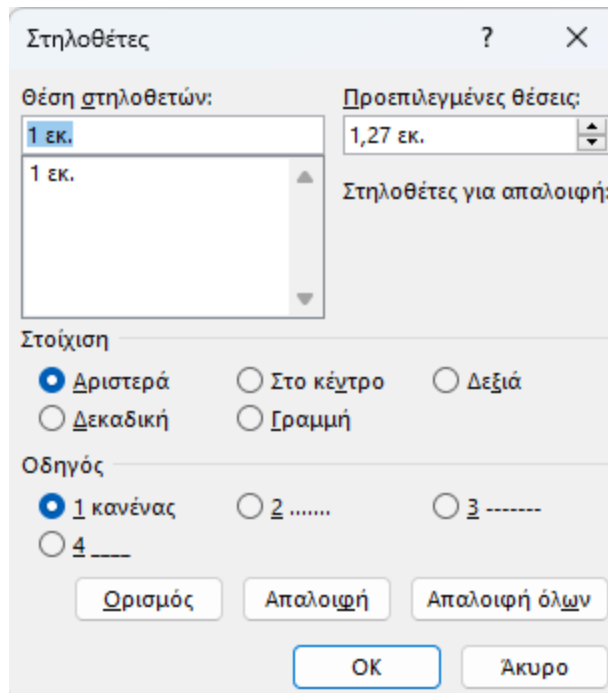 Στηλοθέτες ? ×
Θέση στηλοθετών: Προεπιλεγμένες θέσεις:
1 εκ. 1,27 εκ.
1 εκ.
Στηλοθέτες για απαλοιφή:
Στοίχιση
Αριστερά Στο κέντρο Δεξιά
Δεκαδική Γραμμή
Οδηγός
1 κανένας 2 ....... 3 -------
4 ____
Ορισμός Απαλοιφή Απαλοιφή όλων
OK Άκυρο